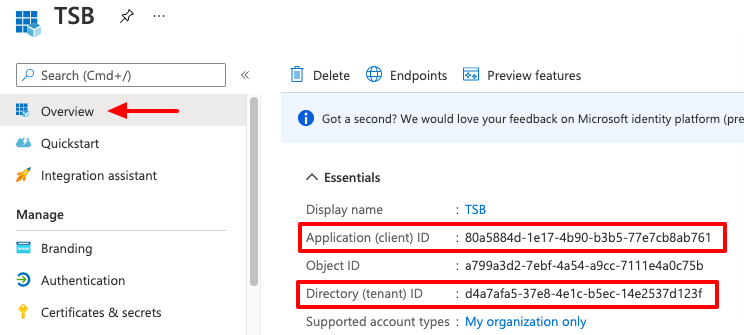 TSB
Search (Cmd+/)
«
Overview
Quickstart
Integration assistant
Manage
Branding
Authentication
Certificates & secrets
Delete
Endpoints
Preview features
Got a second? We would love your feedback on Microsoft identity platform (pre
Essentials
Display name : TSB
Application (client) ID : 80a5884d-1e17-4b90-b3b5-77e7cb8ab761
Object ID : a799a3d2-7ebf-4a54-a9cc-7111e4a0c75b
Directory (tenant) ID : d4a7afa5-37e8-4e1c-b5ec-14e2537d123f
Supported account types : My organization only